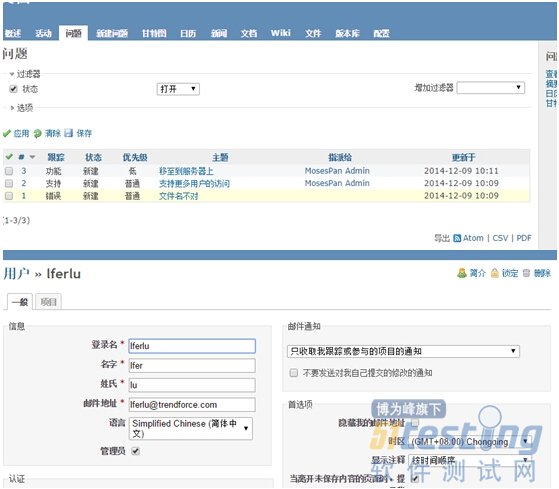 概述 活动 问题 新建问题 甘特图 日历 新闻 文档 Wiki 文件 版本库 配置
问题
过滤器
状态 打开 增加过滤器
选项
应用 清除 保存
# 跟踪 状态 优先级 主题 指派给 更新于
3 功能 新建 低 移至到服务器上 MosesPan Admin 2014-12-09 10:11
2 支持 新建 普通 支持更多用户的访问 MosesPan Admin 2014-12-09 10:09
1 错误 新建 普通 文件名不对 2014-12-09 10:09
(1-3/3)
导出 Atom | CSV | PDF
问
查看
摘要
日历
甘特
用户 » lferlu
简介 锁定 删除
一般 项目
信息
登录名 * lferlu
名字 * lfer
姓氏 * lu
邮件地址 * lferlu@trendforce.com
语言 Simplified Chinese (简体中文)
管理员
认证
邮件通知
只收取我跟踪或参与的项目的通知
不要发送对我自己提交的修改的通知
首选项
隐藏我的邮件地址
时区 (GMT+08:00) Chongqing
显示注释 按时间顺序
当离开未保存内容的页面时，提
博为峰旗下
51testing
软件测试网